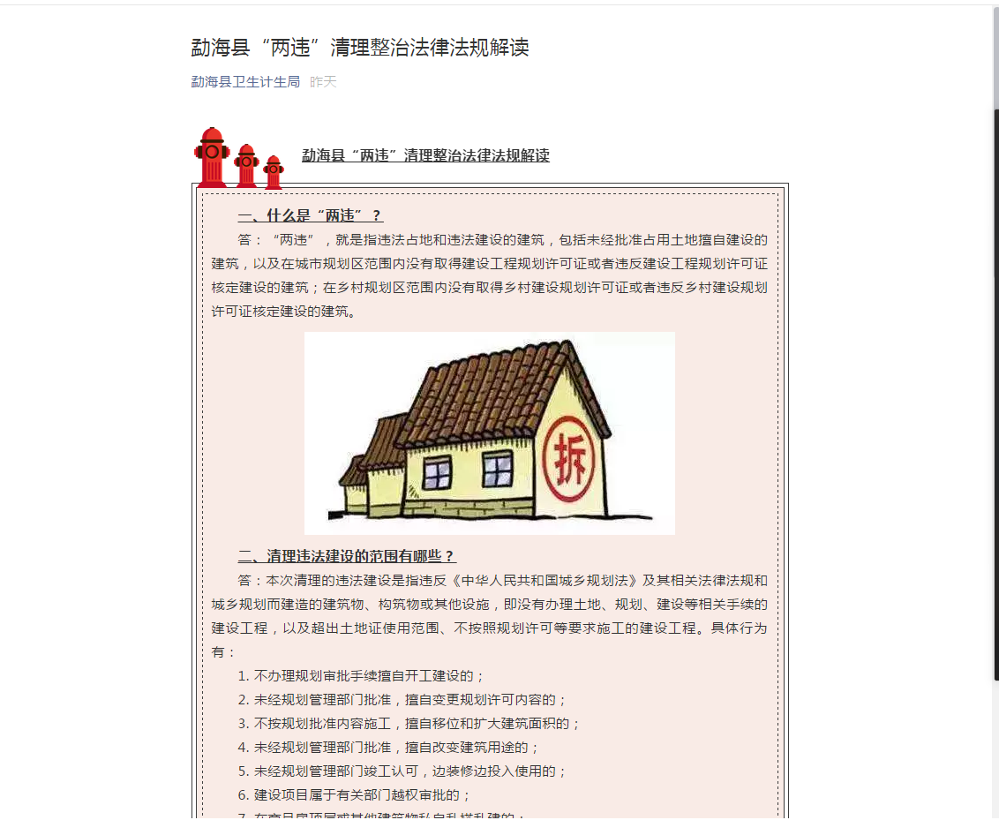 勐海县“两违”清理整治法律法规解读
勐海县卫生计生局 昨天
勐海县“两违”清理整治法律法规解读
一、什么是“两违”？
答：“两违”，就是指违法占地和违法建设的建筑，包括未经批准占用土地擅自建设的
建筑，以及在城市规划区范围内没有取得建设工程规划许可证或者违反建设工程规划许可证
核定建设的建筑；在乡村规划区范围内没有取得乡村建设规划许可证或者违反乡村建设规划
许可证核定建设的建筑。
拆
二、清理违法建设的范围有哪些？
答：本次清理的违法建设是指违反《中华人民共和国城乡规划法》及其相关法律法规和
城乡规划而建造的建筑物、构筑物或其他设施，即没有办理土地、规划、建设等相关手续的
建设工程，以及超出土地证使用范围、不按照规划许可等要求施工的建设工程。具体行为
有：
1. 不办理规划审批手续擅自开工建设的；
2. 未经规划管理部门批准，擅自变更规划许可内容的；
3. 不按规划批准内容施工，擅自移位和扩大建筑面积的；
4. 未经规划管理部门批准，擅自改变建筑用途的；
5. 未经规划管理部门竣工认可，边装修边投入使用的；
6. 建设项目属于有关部门越权审批的；
7. 在商品房顶层或其他建筑物私自乱搭乱建的；